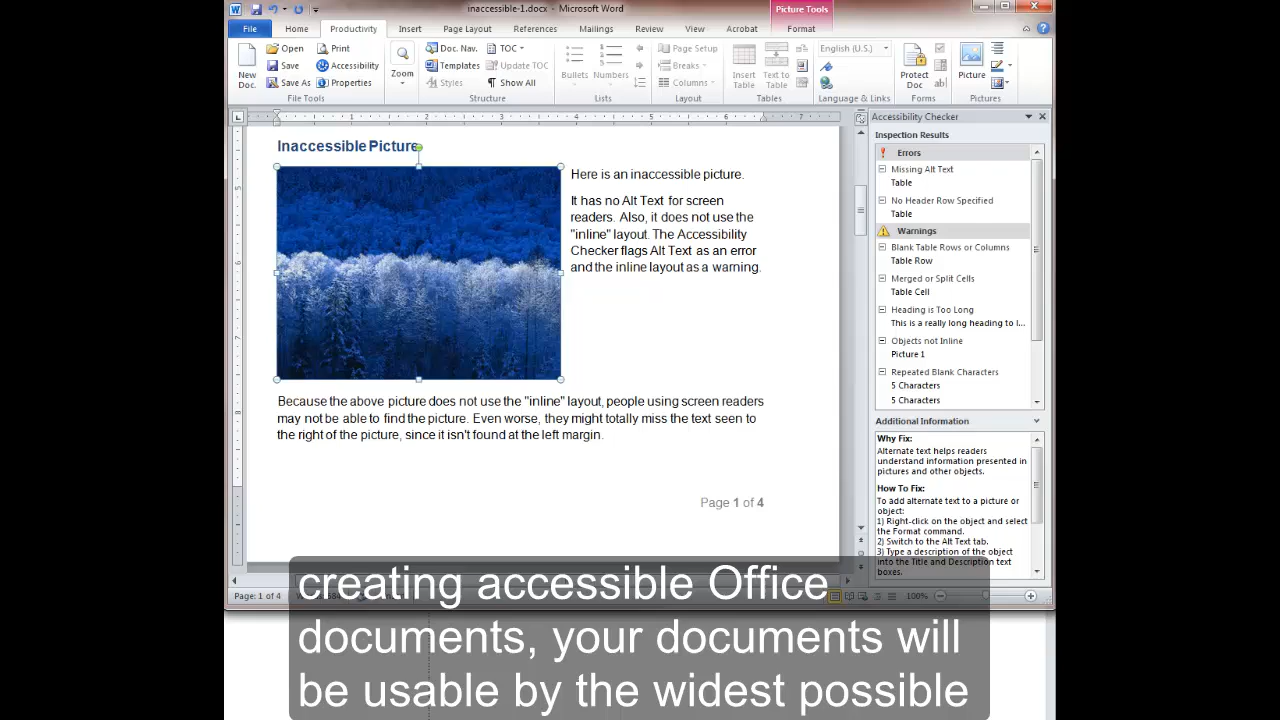 inaccessible-1.docx - Microsoft Word
Picture Tools
File Home Productivity Insert Page Layout References Mailings Review View Acrobat Format
New Doc.
Open
Save
Save As
Print
Accessibility
Properties
File Tools
Zoom
Doc. Nav.
Templates
Styles
TOC
Update TOC
Show All
Structure
Bullets
Numbers
Lists
Page Setup
Breaks
Columns
Layout
Insert Table
Text to Table
Tables
English (U.S.)
Language & Links
Protect Doc
Forms
Picture
Pictures
1 2 3 4 5 6 7
Inaccessible Picture
Here is an inaccessible picture.
It has no Alt Text for screen
readers. Also, it does not use the
"inline" layout. The Accessibility
Checker flags Alt Text as an error
and the inline layout as a warning.
Because the above picture does not use the "inline" layout, people using screen readers
may not be able to find the picture. Even worse, they might totally miss the text seen to
the right of the picture, since it isn't found at the left margin.
Page 1 of 4
Accessibility Checker
Inspection Results
Errors
Missing Alt Text
Table
No Header Row Specified
Table
Warnings
Blank Table Rows or Columns
Table Row
Merged or Split Cells
Table Cell
Heading is Too Long
This is a really long heading to l...
Objects not Inline
Picture 1
Repeated Blank Characters
5 Characters
5 Characters
Additional Information
Why Fix:
Alternate text helps readers
understand information presented in
pictures and other objects.
How To Fix:
To add alternate text to a picture or
object:
1) Right-click on the object and select
the Format command.
2) Switch to the Alt Text tab.
3) Type a description of the object
into the Title and Description text
boxes.
Page: 1 of 4
100%
creating accessible Office
documents, your documents will
be usable by the widest possible